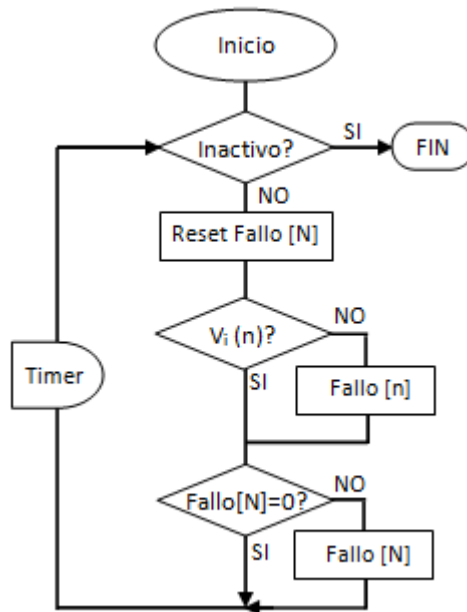 Inicio
Inactivo?
SI
FIN
NO
Reset Fallo [N]
Vᵢ (n)?
NO
Timer
SI
Fallo [n]
Fallo[N]=0?
NO
SI
Fallo [N]